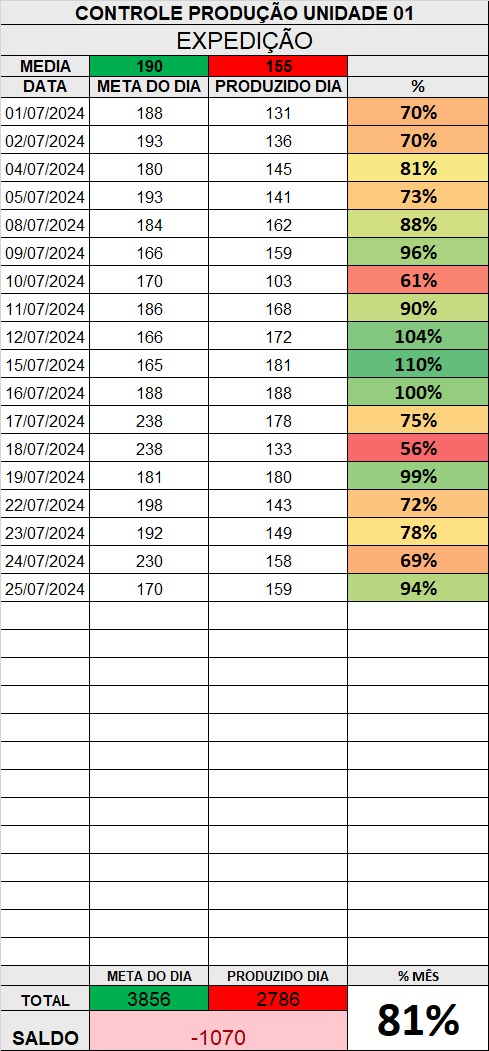 CONTROLE PRODUÇÃO UNIDADE 01
EXPEDIÇÃO
MEDIA 190 155
DATA META DO DIA PRODUZIDO DIA %
01/07/2024 188 131 70%
02/07/2024 193 136 70%
04/07/2024 180 145 81%
05/07/2024 193 141 73%
08/07/2024 184 162 88%
09/07/2024 166 159 96%
10/07/2024 170 103 61%
11/07/2024 186 168 90%
12/07/2024 166 172 104%
15/07/2024 165 181 110%
16/07/2024 188 188 100%
17/07/2024 238 178 75%
18/07/2024 238 133 56%
19/07/2024 181 180 99%
22/07/2024 198 143 72%
23/07/2024 192 149 78%
24/07/2024 230 158 69%
25/07/2024 170 159 94%
META DO DIA PRODUZIDO DIA % MÊS
TOTAL 3856 2786 81%
SALDO -1070